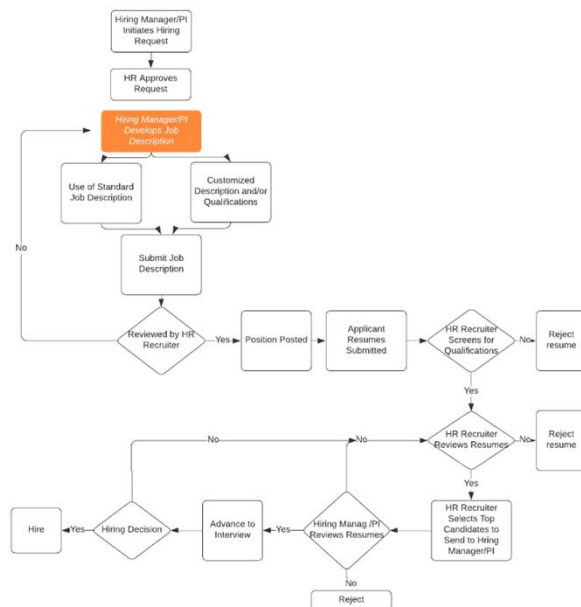 Hiring Manager/PI
Initiates Hiring
Request
HR Approves
Request
Hiring Manager/PI
Develops Job
Description
Use of Standard
Job Description
Customized
Description and/or
Qualifications
No
Submit Job
Description
Reviewed by HR
Recruiter
Yes
Position Posted
Applicant
Resumes
Submitted
HR Recruiter
Screens for
Qualifications
No
Reject
resume
Yes
No
No
HR Recruiter
Reviews Resumes
No
Reject
resume
Yes
Hire
Yes
Hiring Decision
Advance to
Interview
Yes
Hiring Manag /PI
Reviews Resumes
HR Recruiter
Selects Top
Candidates to
Send to Hring
Manager/PI
No
Reject